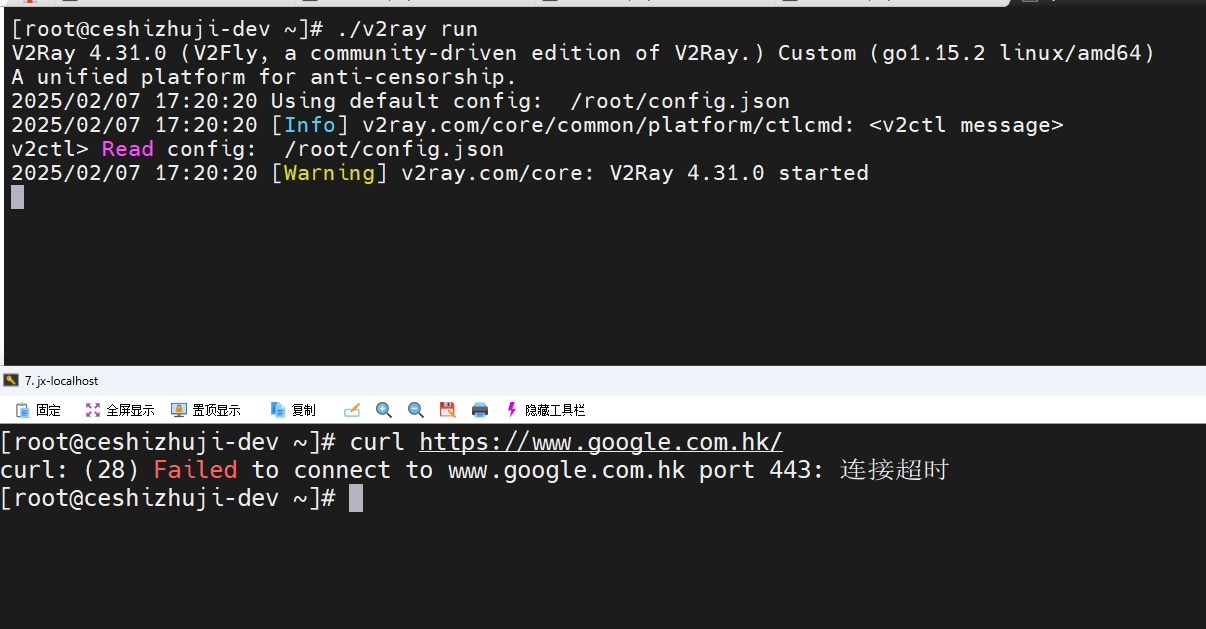 [root@ceshizhuji-dev ~]# ./v2ray run
V2Ray 4.31.0 (V2Fly, a community-driven edition of V2Ray.) Custom (go1.15.2 linux/amd64)
A unified platform for anti-censorship.
2025/02/07 17:20:20 Using default config:  /root/config.json
2025/02/07 17:20:20 [Info] v2ray.com/core/common/platform/ctlcmd: <v2ctl message>
v2ctl> Read config:  /root/config.json
2025/02/07 17:20:20 [Warning] v2ray.com/core: V2Ray 4.31.0 started
7. jx-localhost
固定 全屏显示 置顶显示 复制 隐藏工具栏
[root@ceshizhuji-dev ~]# curl https://www.google.com.hk/
curl: (28) Failed to connect to www.google.com.hk port 443: 连接超时
[root@ceshizhuji-dev ~]#